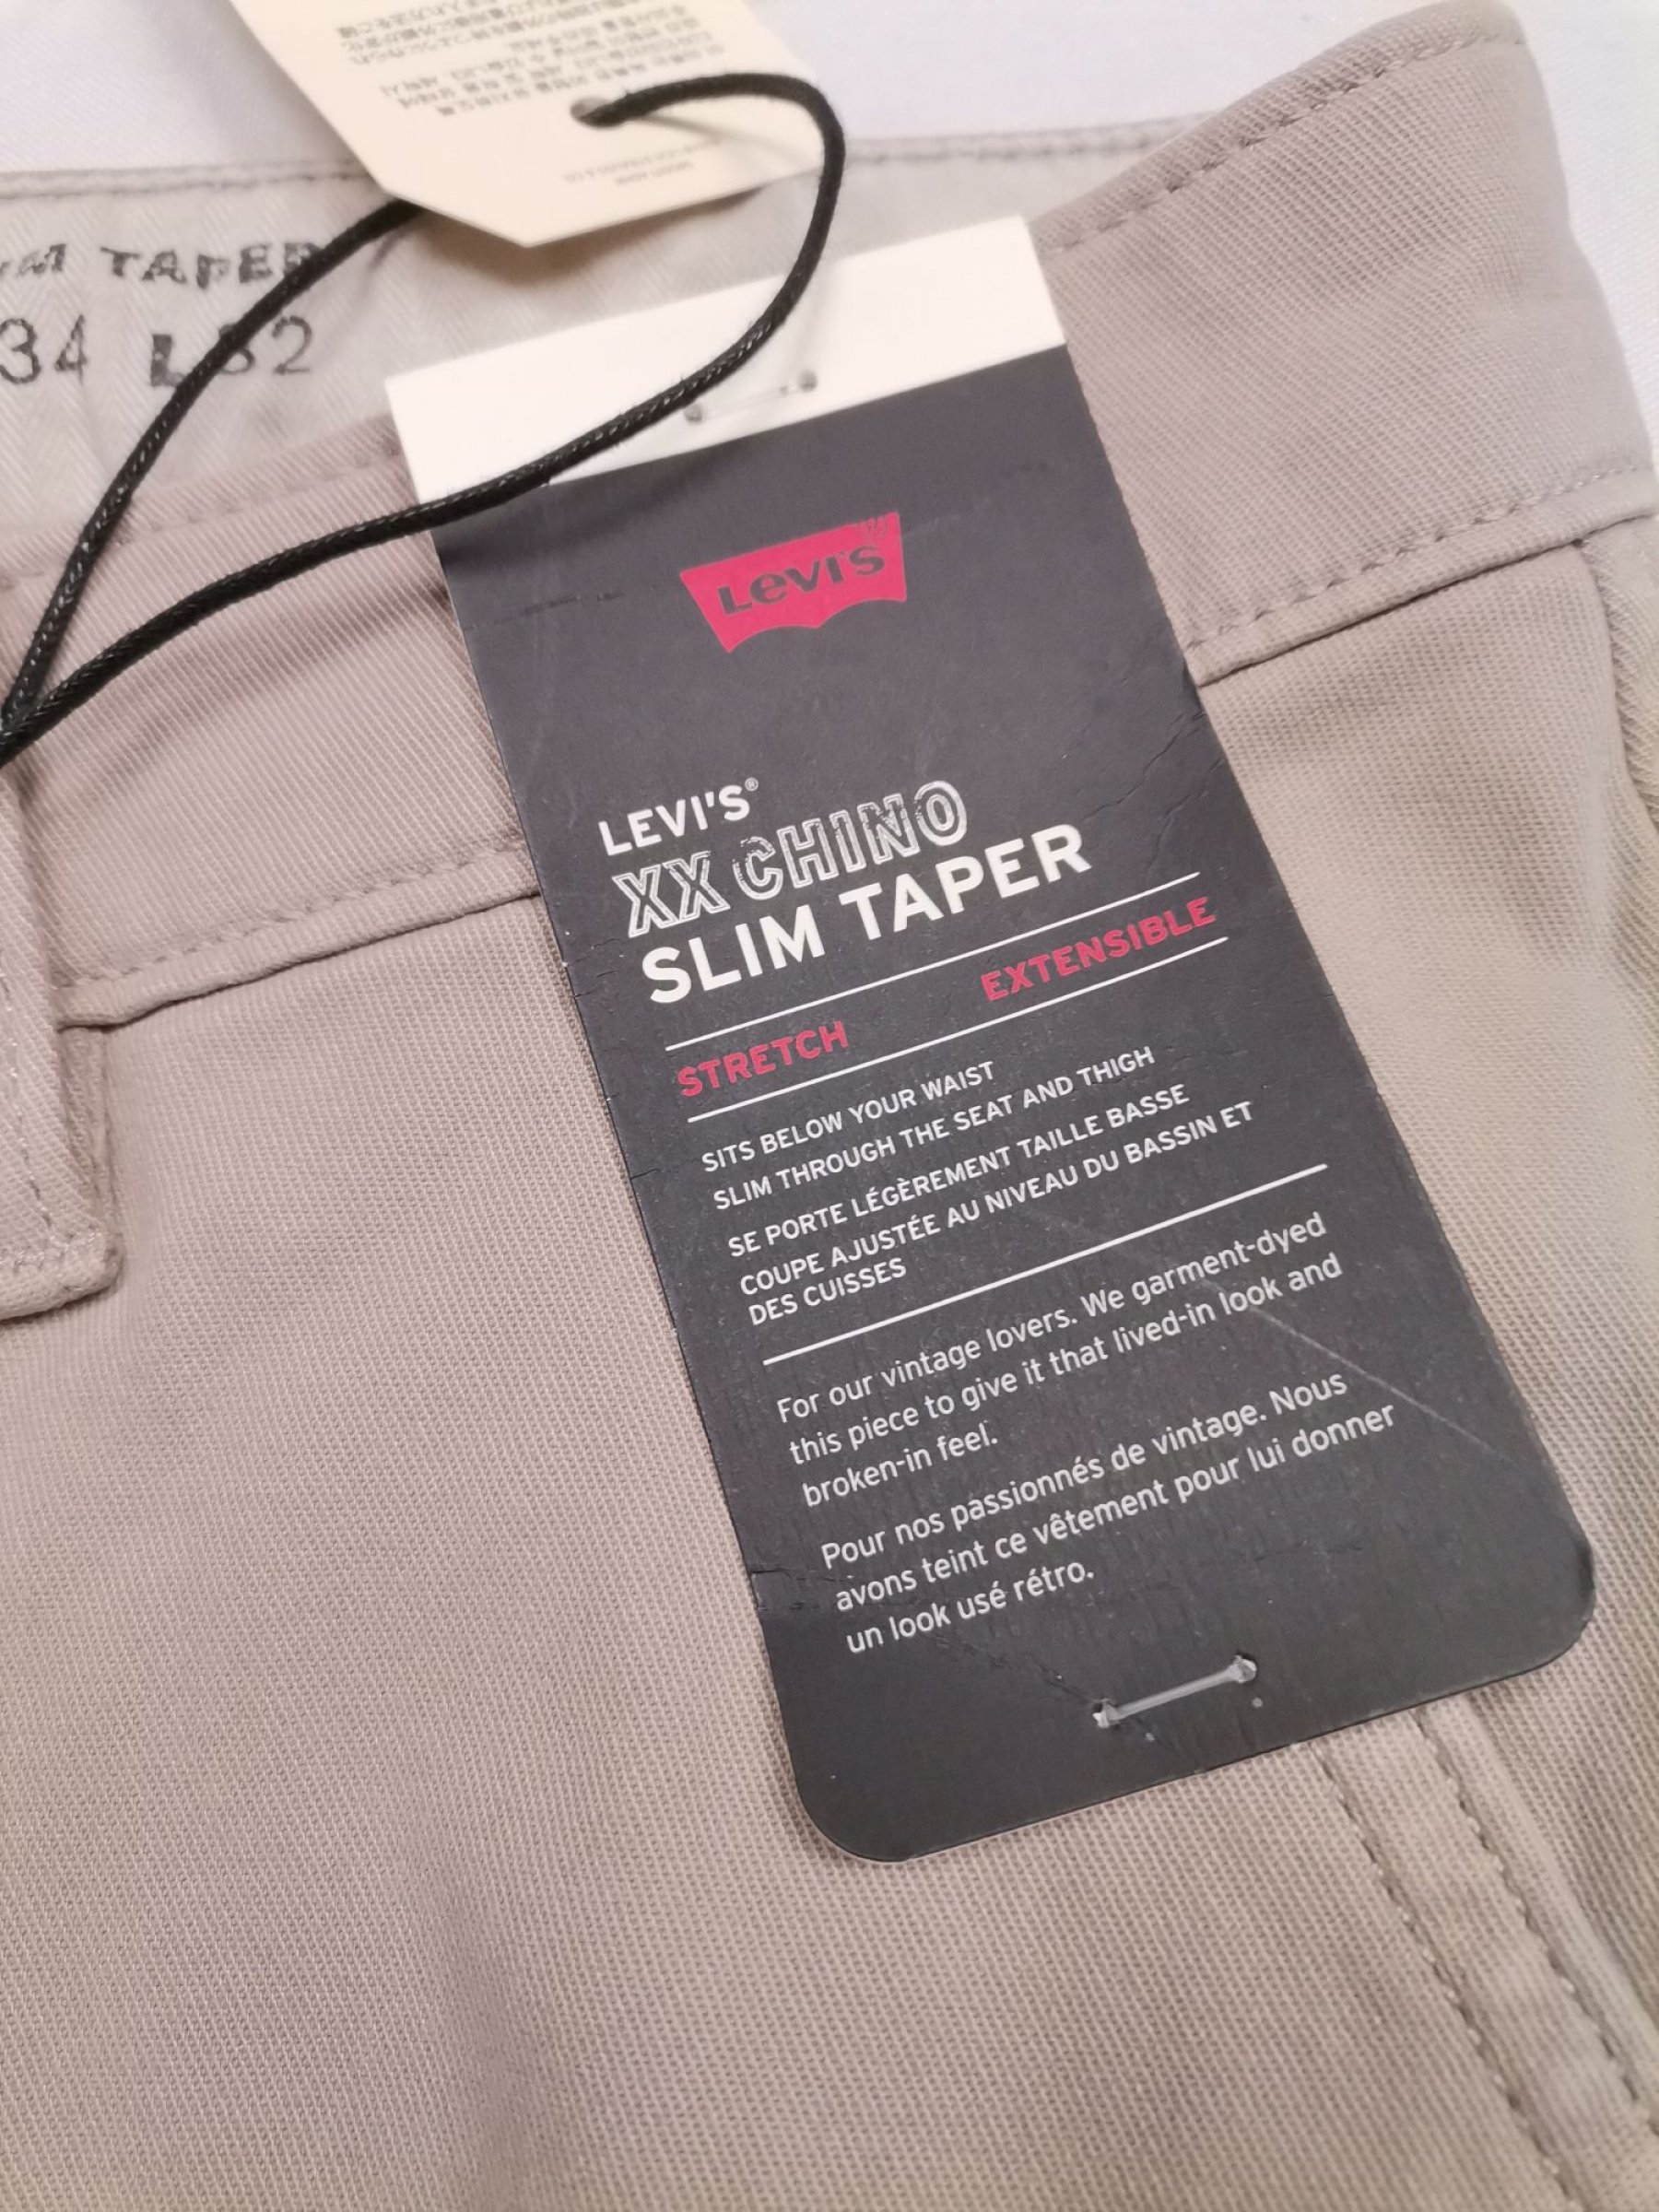 TAPER
34 L32
LEVI'S
LEVI'S®
XX CHINO
SLIM TAPER
STRETCH EXTENSIBLE
SITS BELOW YOUR WAIST
SLIM THROUGH THE SEAT AND THIGH
SE PORTE LÉGÈREMENT TAILLE BASSE
COUPE AJUSTÉE AU NIVEAU DU BASSIN ET
DES CUISSES
For our vintage lovers. We garment-dyed
this piece to give it that lived-in look and
broken-in feel.
Pour nos passionnés de vintage. Nous
avons teint ce vêtement pour lui donner
un look usé rétro.